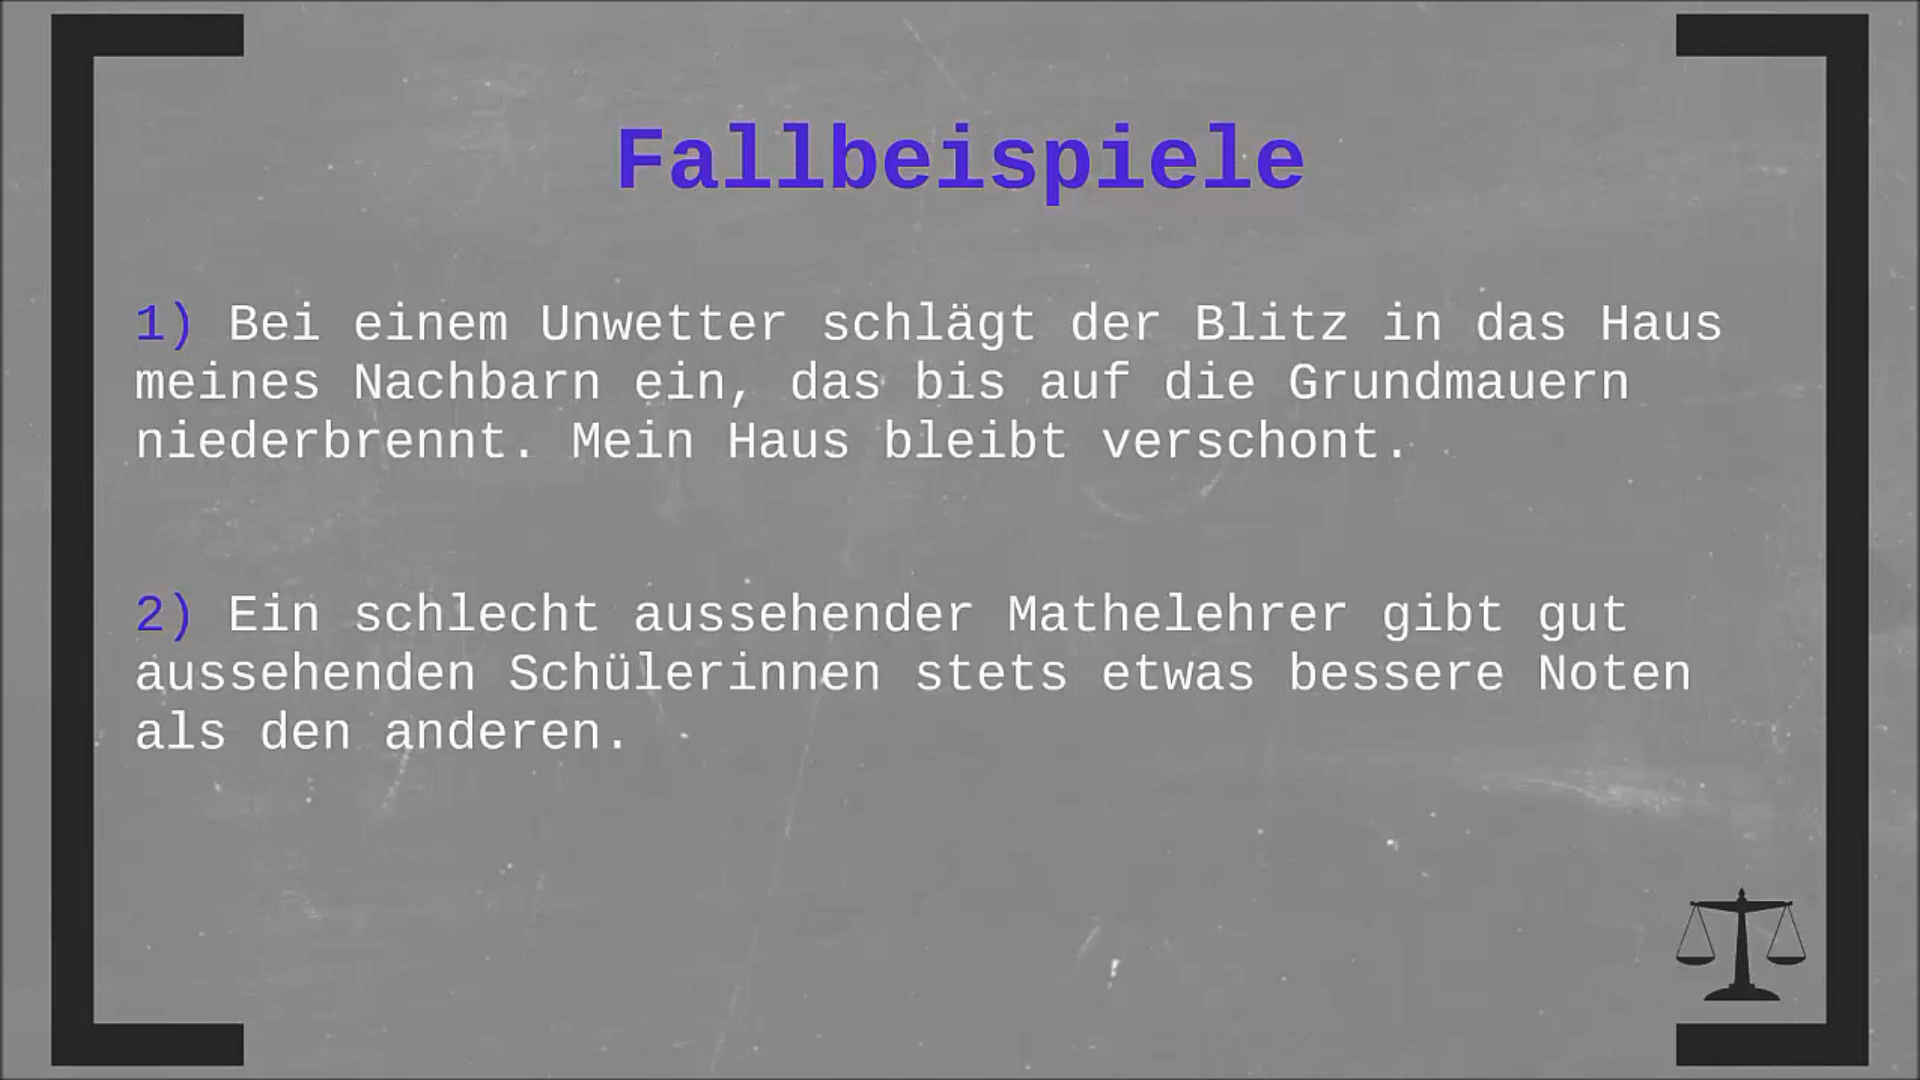 Fallbeispiele
1) Bei einem Unwetter schlägt der Blitz in das Haus
meines Nachbarn ein, das bis auf die Grundmauern
niederbrennt. Mein Haus bleibt verschont.
2) Ein schlecht aussehender Mathelehrer gibt gut
aussehenden Schülerinnen stets etwas bessere Noten
als den anderen.